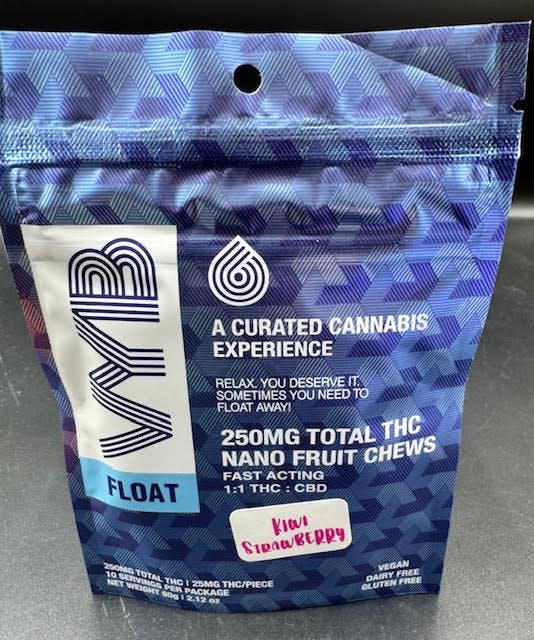 VYB
FLOAT
6
A CURATED CANNABIS
EXPERIENCE
RELAX. YOU DESERVE IT.
SOMETIMES YOU NEED TO
FLOAT AWAY!
250MG TOTAL THC
NANO FRUIT CHEWS
FAST ACTING
1:1 THC : CBD
KIWI
STRAWBERRY
250MG TOTAL THC | 25MG THC/PIECE
10 SERVINGS PER PACKAGE
NET WEIGHT 60g | 2.12 oz
VEGAN
DAIRY FREE
GLUTEN FREE